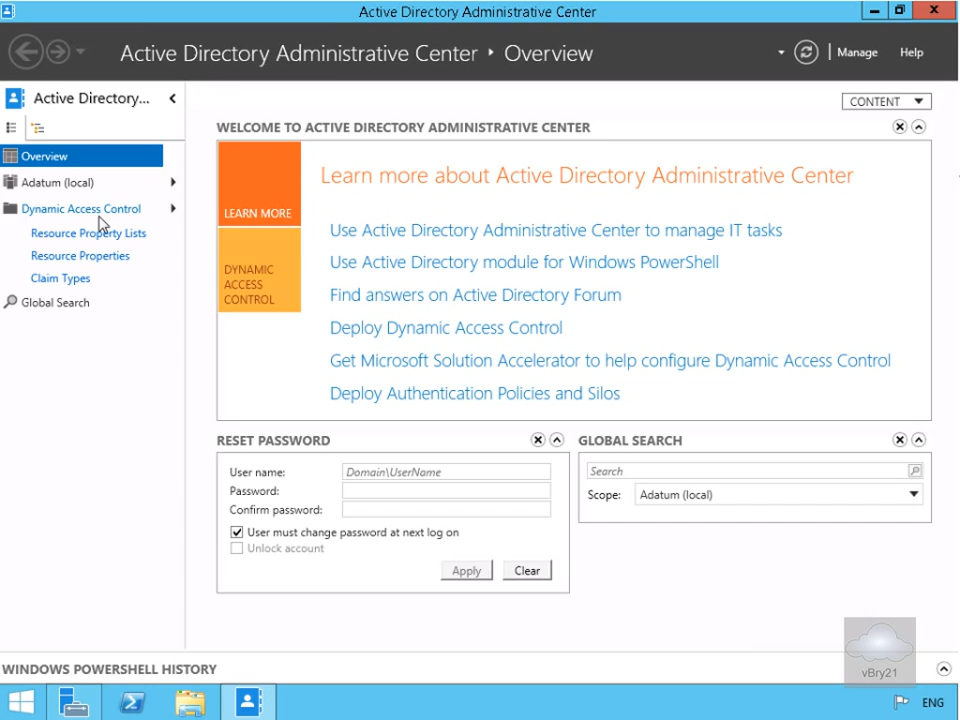 Active Directory Administrative Center
Active Directory Administrative Center • Overview
Manage
Help
Active Directory...
CONTENT
Overview
Adatum (local)
Dynamic Access Control
Resource Property Lists
Resource Properties
Claim Types
Global Search
WELCOME TO ACTIVE DIRECTORY ADMINISTRATIVE CENTER
LEARN MORE
DYNAMIC
ACCESS
CONTROL
Learn more about Active Directory Administrative Center
Use Active Directory Administrative Center to manage IT tasks
Use Active Directory module for Windows PowerShell
Find answers on Active Directory Forum
Deploy Dynamic Access Control
Get Microsoft Solution Accelerator to help configure Dynamic Access Control
Deploy Authentication Policies and Silos
RESET PASSWORD
User name:
Domain\UserName
Password:
Confirm password:
User must change password at next log on
Unlock account
Apply
Clear
GLOBAL SEARCH
Search
Scope:
Adatum (local)
WINDOWS POWERSHELL HISTORY
vBry21
ENG